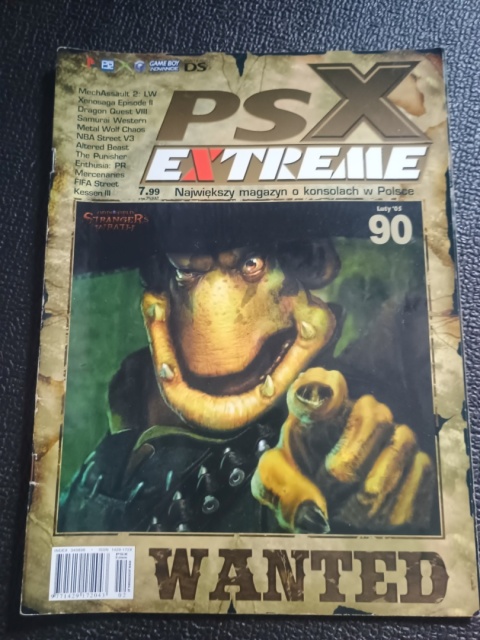 GAME BOY
ADVANCE
DS
MechAssault 2: LW
Xenosaga Episode II
Dragon Quest VIII
Samurai Western
Metal Wolf Chaos
NBA Street V3
Altered Beast
The Punisher
Enthusia: PR
Mercenaries
FIFA Street
Kessen III
PSX
EXTREME
7.99
Największy magazyn o konsolach w Polsce
STRANGER'S
WRATH
Luty '05
90
WANTED